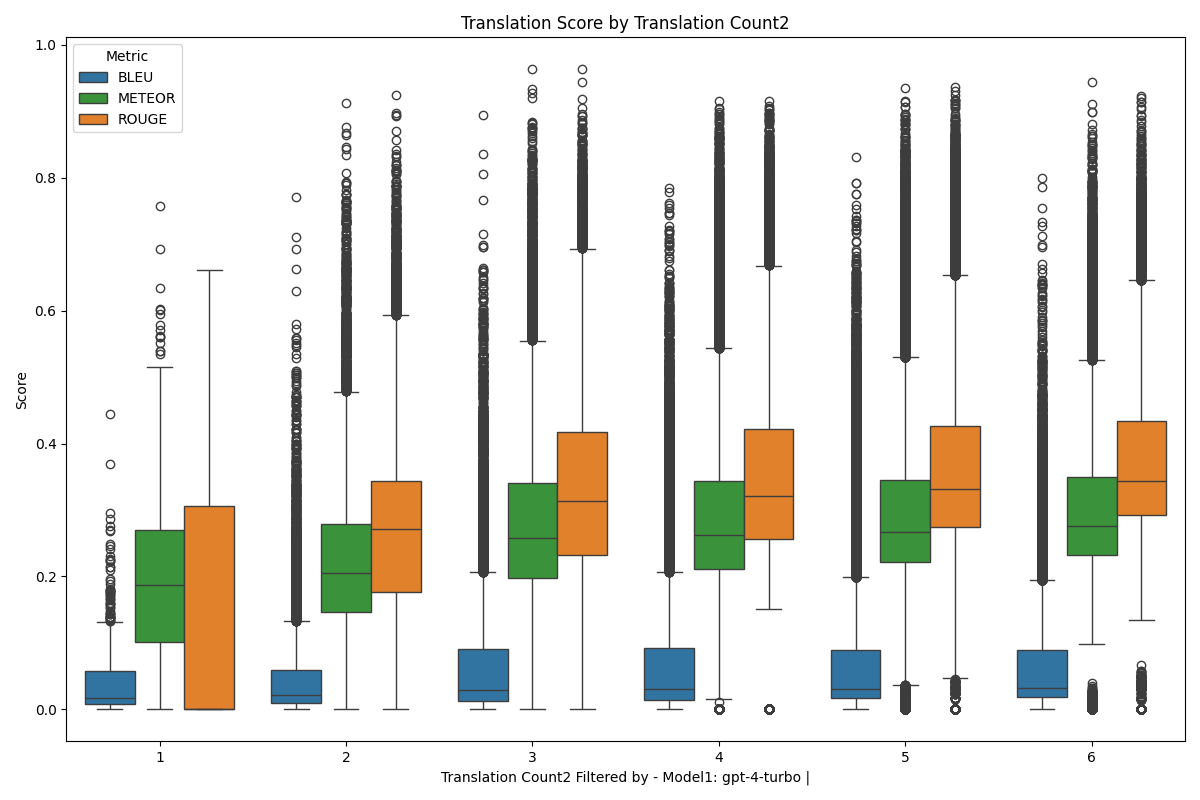 Translation Score by Translation Count2
Metric
BLEU
METEOR
ROUGE
1.0
0.8
0.6
0.4
0.2
0.0
Score
1 2 3 4 5 6
Translation Count2 Filtered by - Model1: gpt-4-turbo |